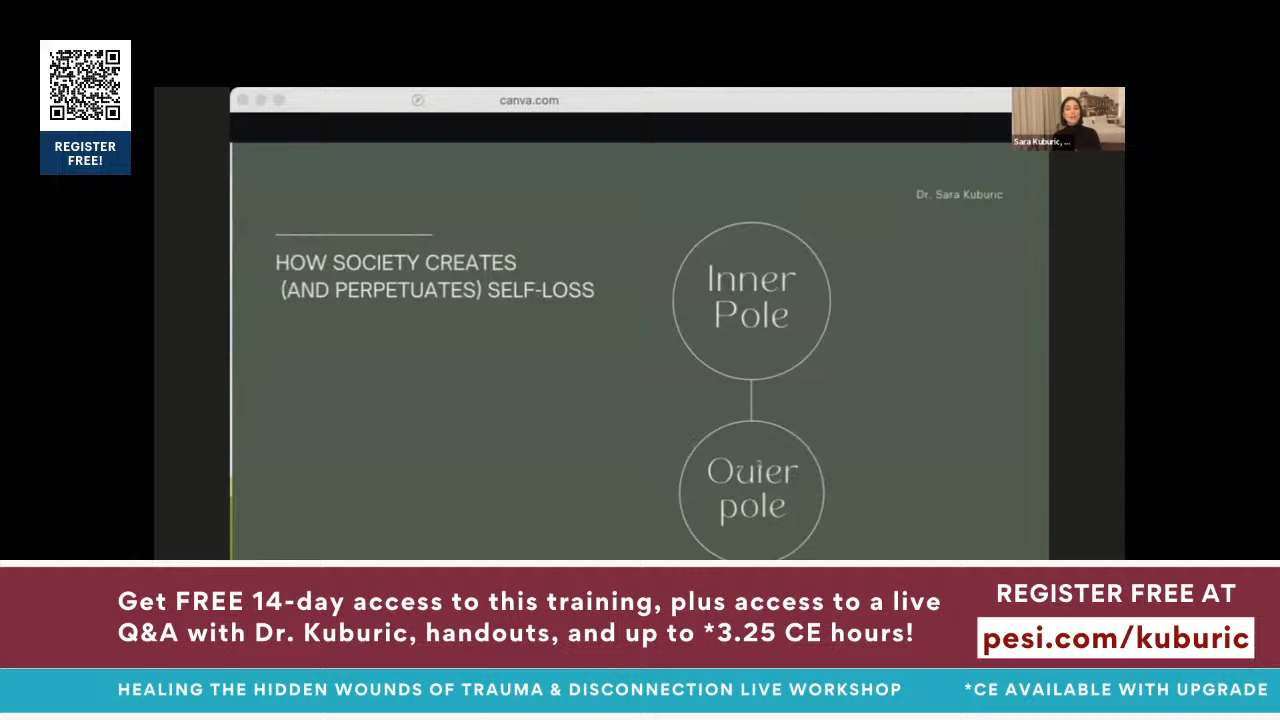 REGISTER
FREE!
canva.com
Sara Kuburic, ...
Dr. Sara Kuburic
HOW SOCIETY CREATES
(AND PERPETUATES) SELF-LOSS
Inner
Pole
Outer
pole
Get FREE 14-day access to this training, plus access to a live
Q&A with Dr. Kuburic, handouts, and up to *3.25 CE hours!
REGISTER FREE AT
pesi.com/kuburic
HEALING THE HIDDEN WOUNDS OF TRAUMA & DISCONNECTION LIVE WORKSHOP
*CE AVAILABLE WITH UPGRADE